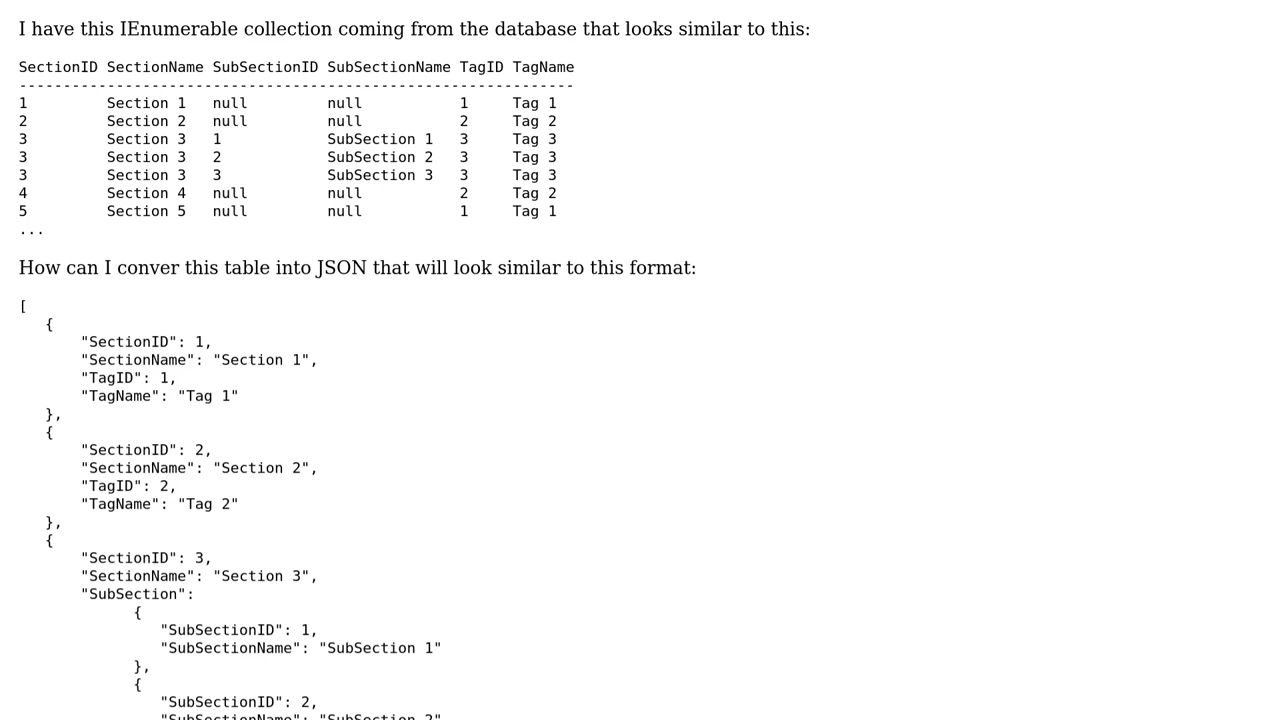 I have this IEnumerable collection coming from the database that looks similar to this:
SectionID SectionName SubSectionID SubSectionName TagID TagName
---------------------------------------------------------------
1         Section 1   null         null           1     Tag 1
2         Section 2   null         null           2     Tag 2
3         Section 3   1            SubSection 1   3     Tag 3
3         Section 3   2            SubSection 2   3     Tag 3
3         Section 3   3            SubSection 3   3     Tag 3
4         Section 4   null         null           2     Tag 2
5         Section 5   null         null           1     Tag 1
...
How can I conver this table into JSON that will look similar to this format:
[
   {
       "SectionID": 1,
       "SectionName": "Section 1",
       "TagID": 1,
       "TagName": "Tag 1"
   },
   {
       "SectionID": 2,
       "SectionName": "Section 2",
       "TagID": 2,
       "TagName": "Tag 2"
   },
   {
       "SectionID": 3,
       "SectionName": "Section 3",
       "SubSection":
             {
                "SubSectionID": 1,
                "SubSectionName": "SubSection 1"
             },
             {
                "SubSectionID": 2,
                "SubSectionName": "SubSection 2"